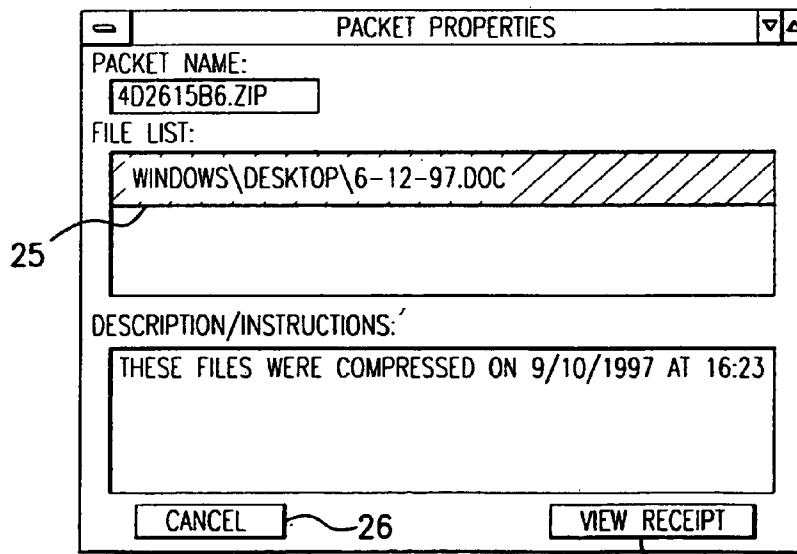 PACKET PROPERTIES
PACKET NAME:
4D2615B6.ZIP
FILE LIST:
WINDOWS\DESKTOP\6-12-97.DOC
25
DESCRIPTION/INSTRUCTIONS:
THESE FILES WERE COMPRESSED ON 9/10/1997 AT 16:23
CANCEL
26
VIEW RECEIPT